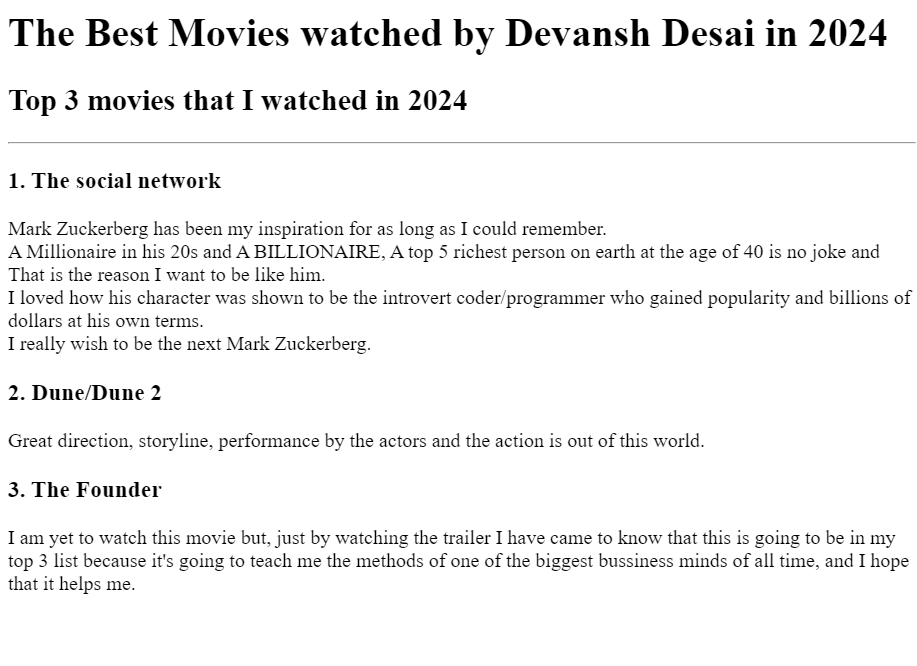 The Best Movies watched by Devansh Desai in 2024
Top 3 movies that I watched in 2024
1. The social network
Mark Zuckerberg has been my inspiration for as long as I could remember.
A Millionaire in his 20s and A BILLIONAIRE, A top 5 richest person on earth at the age of 40 is no joke and
That is the reason I want to be like him.
I loved how his character was shown to be the introvert coder/programmer who gained popularity and billions of
dollars at his own terms.
I really wish to be the next Mark Zuckerberg.
2. Dune/Dune 2
Great direction, storyline, performance by the actors and the action is out of this world.
3. The Founder
I am yet to watch this movie but, just by watching the trailer I have came to know that this is going to be in my
top 3 list because it's going to teach me the methods of one of the biggest bussiness minds of all time, and I hope
that it helps me.